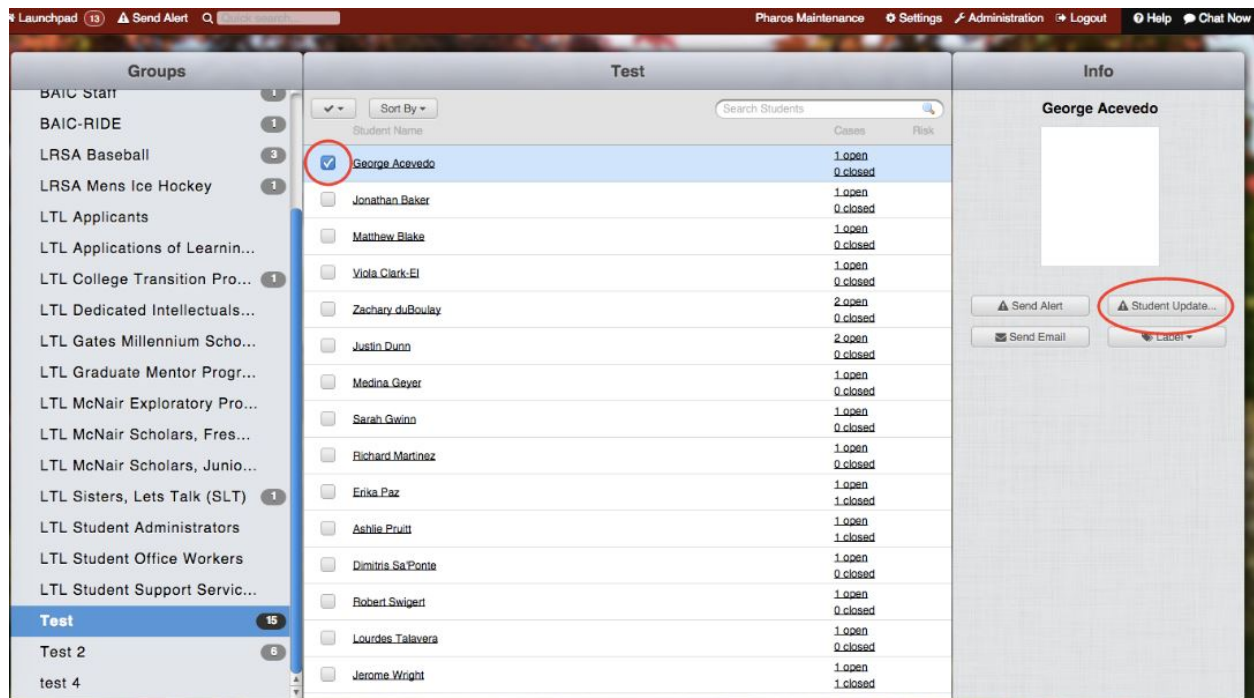 Launchpad 13 Send Alert Quick search... Pharos Maintenance Settings Administration Logout Help Chat Now
Groups
BAIC Staff 1
BAIC-RIDE 1
LRSA Baseball 3
LRSA Mens Ice Hockey 1
LTL Applicants
LTL Applications of Learnin...
LTL College Transition Pro... 1
LTL Dedicated Intellectuals...
LTL Gates Millennium Scho...
LTL Graduate Mentor Progr...
LTL McNair Exploratory Pro...
LTL McNair Scholars, Fres...
LTL McNair Scholars, Junio...
LTL Sisters, Lets Talk (SLT) 1
LTL Student Administrators
LTL Student Office Workers
LTL Student Support Servic...
Test 15
Test 2 6
test 4
Test
Sort By Search Students
Student Name Cases Risk
George Acevedo 1 open
0 closed
Jonathan Baker 1 open
0 closed
Matthew Blake 1 open
0 closed
Viola Clark-El 1 open
0 closed
Zachary duBoulay 2 open
0 closed
Justin Dunn 2 open
0 closed
Medina Geyer 1 open
0 closed
Sarah Gwinn 1 open
0 closed
Richard Martinez 1 open
0 closed
Erika Paz 1 open
1 closed
Ashlie Pruitt 1 open
1 closed
Dimitris Sa'Ponte 1 open
0 closed
Robert Swigert 1 open
0 closed
Lourdes Talavera 1 open
0 closed
Jerome Wright 1 open
1 closed
Info
George Acevedo
Send Alert Student Update...
Send Email Label